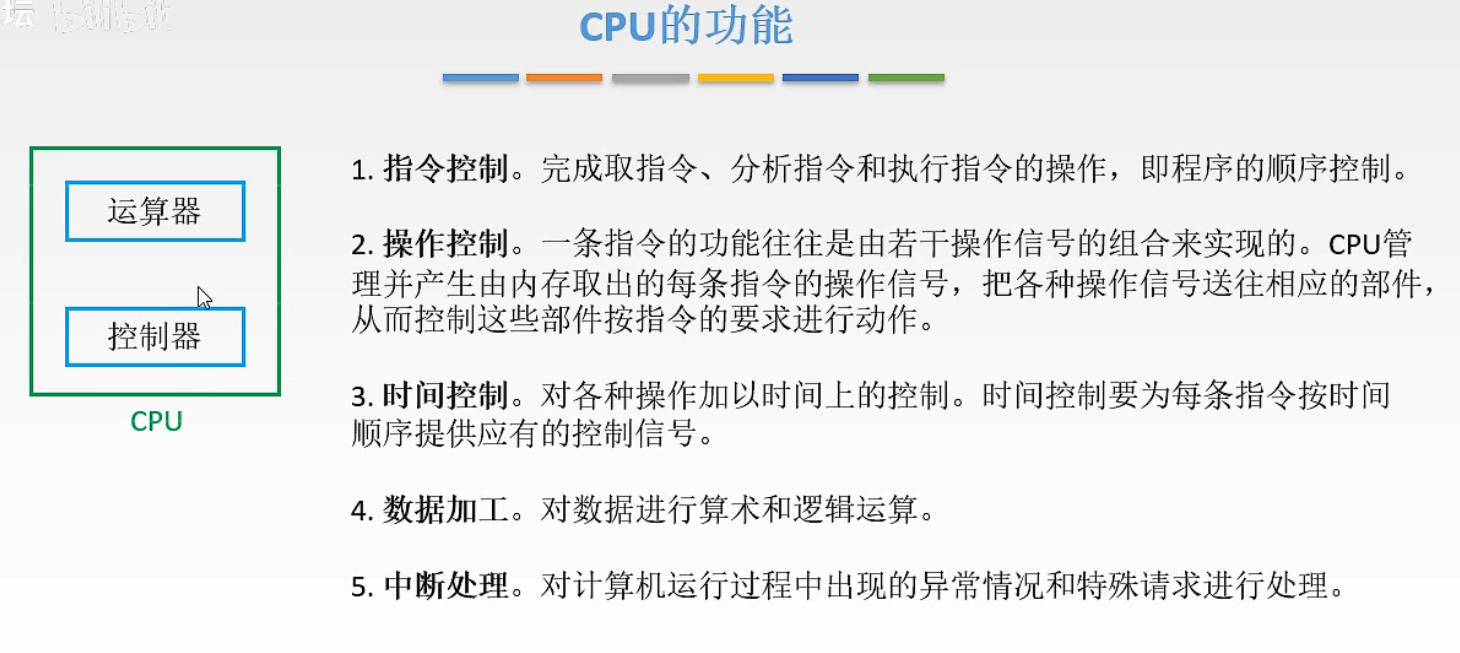 坛
CPU的功能
运算器
控制器
CPU
1. 指令控制。完成取指令、分析指令和执行指令的操作，即程序的顺序控制。
2. 操作控制。一条指令的功能往往是由若干操作信号的组合来实现的。CPU管
理并产生由内存取出的每条指令的操作信号，把各种操作信号送往相应的部件，
从而控制这些部件按指令的要求进行动作。
3. 时间控制。对各种操作加以时间上的控制。时间控制要为每条指令按时间
顺序提供应有的控制信号。
4. 数据加工。对数据进行算术和逻辑运算。
5. 中断处理。对计算机运行过程中出现的异常情况和特殊请求进行处理。